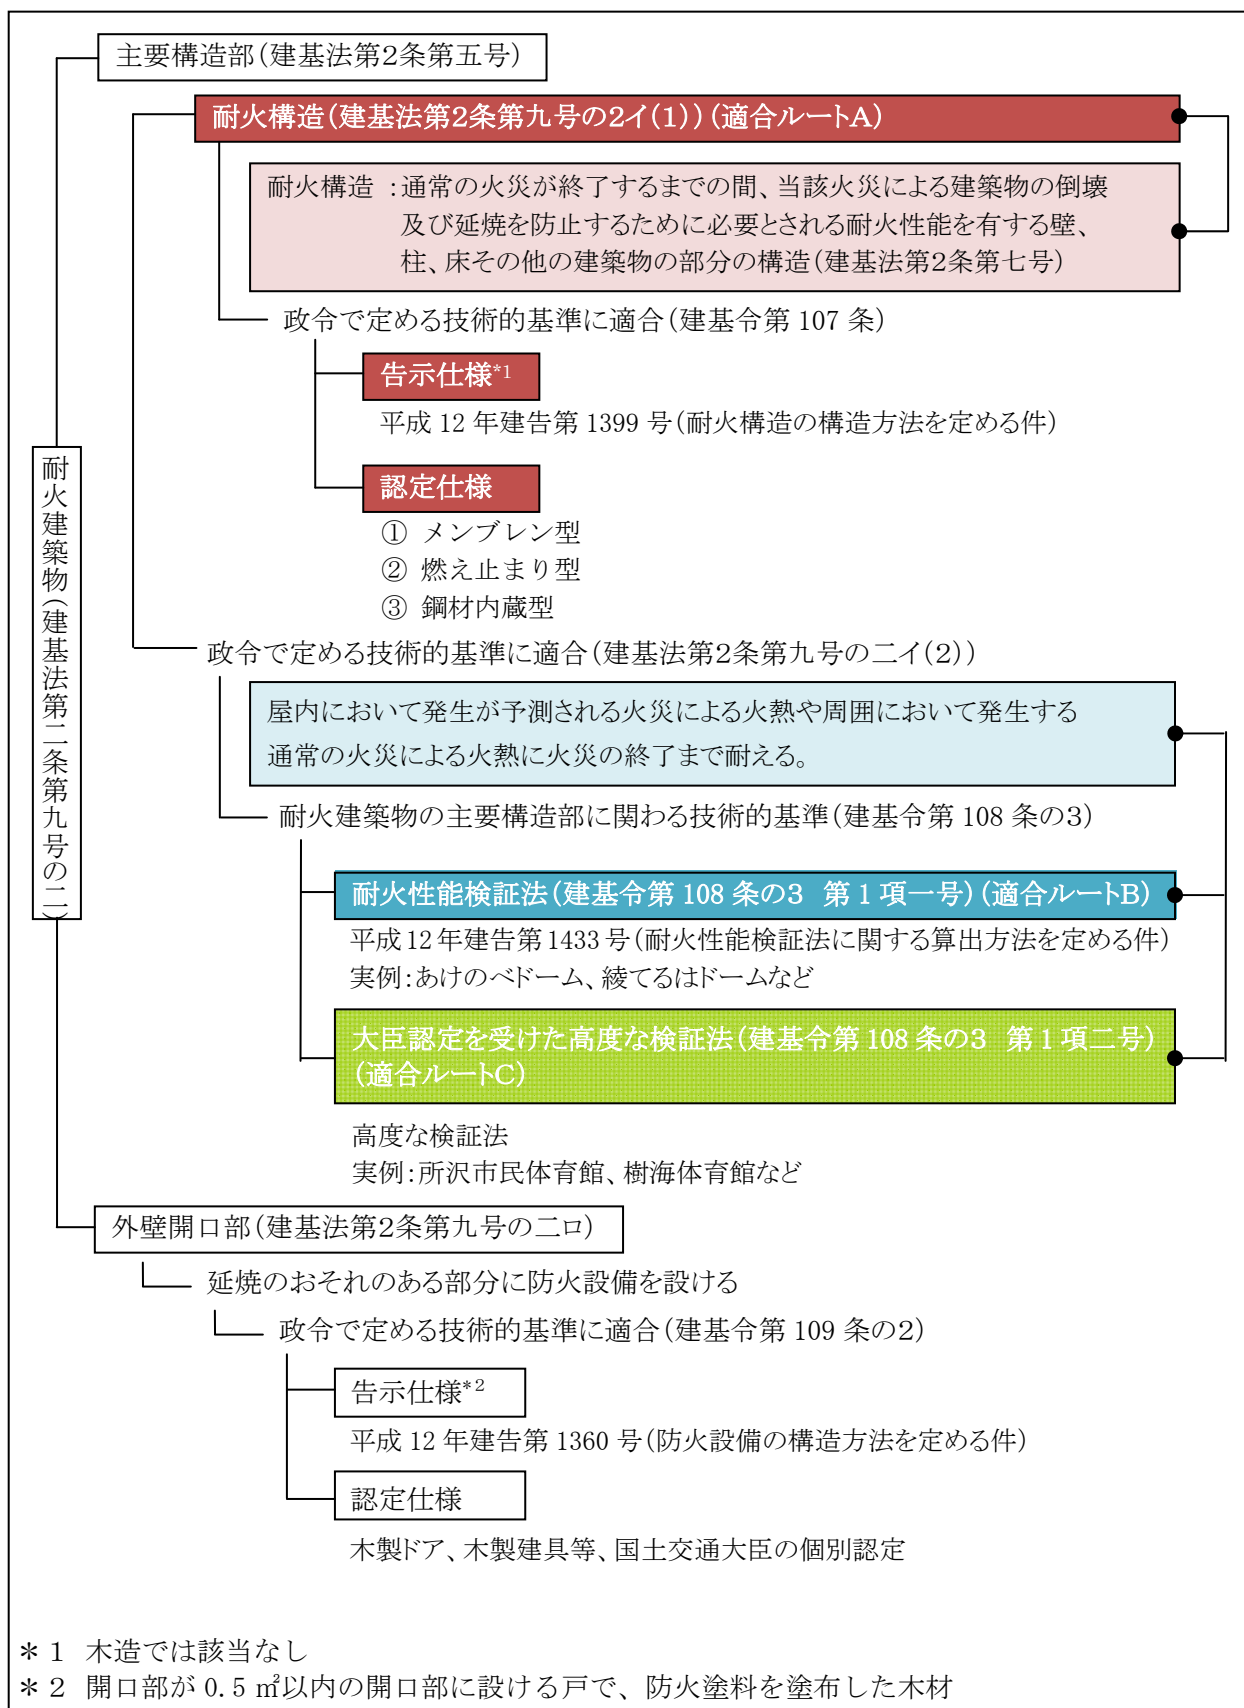 主要構造部(建基法第2条第五号)
耐火構造(建基法第2条第九号の2イ(1))(適合ルートA)
耐火構造 :通常の火災が終了するまでの間、当該火災による建築物の倒壊
及び延焼を防止するために必要とされる耐火性能を有する壁、
柱、床その他の建築物の部分の構造(建基法第2条第七号)
政令で定める技術的基準に適合(建基令第 107 条)
告示仕様*1
平成 12 年建告第 1399 号(耐火構造の構造方法を定める件)
認定仕様
① メンブレン型
② 燃え止まり型
③ 鋼材内蔵型
耐火建築物(建基法第二条第九号の二)
政令で定める技術的基準に適合(建基法第2条第九号の二イ(2))
屋内において発生が予測される火災による火熱や周囲において発生する
通常の火災による火熱に火災の終了まで耐える。
耐火建築物の主要構造部に関わる技術的基準(建基令第 108 条の3)
耐火性能検証法(建基令第 108 条の3 第 1 項一号)(適合ルートB)
平成 12 年建告第 1433 号(耐火性能検証法に関する算出方法を定める件)
実例:あけのべドーム、綾てるはドームなど
大臣認定を受けた高度な検証法(建基令第 108 条の3 第 1 項二号)
(適合ルートC)
高度な検証法
実例:所沢市民体育館、樹海体育館など
外壁開口部(建基法第2条第九号の二ロ)
延焼のおそれのある部分に防火設備を設ける
政令で定める技術的基準に適合(建基令第 109 条の2)
告示仕様*2
平成 12 年建告第 1360 号(防火設備の構造方法を定める件)
認定仕様
木製ドア、木製建具等、国土交通大臣の個別認定
＊1 木造では該当なし
＊2 開口部が 0.5 ㎡以内の開口部に設ける戸で、防火塗料を塗布した木材